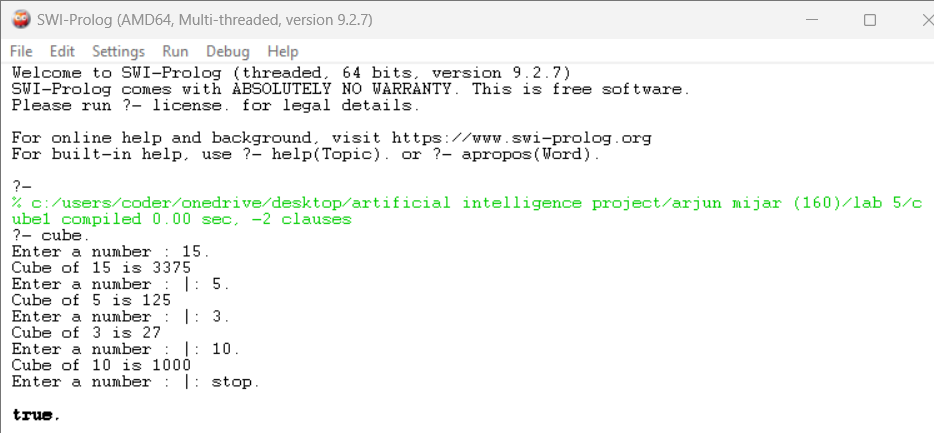 SWI-Prolog (AMD64, Multi-threaded, version 9.2.7)
File Edit Settings Run Debug Help
Welcome to SWI-Prolog (threaded, 64 bits, version 9.2.7)
SWI-Prolog comes with ABSOLUTELY NO WARRANTY. This is free software.
Please run ?- license. for legal details.
For online help and background, visit https://www.swi-prolog.org
For built-in help, use ?- help(Topic). or ?- apropos(Word).
?-
% c:/users/coder/onedrive/desktop/artificial intelligence project/arjun mijar (160)/lab 5/c
ube1 compiled 0.00 sec, -2 clauses
?- cube.
Enter a number : 15.
Cube of 15 is 3375
Enter a number : |: 5.
Cube of 5 is 125
Enter a number : |: 3.
Cube of 3 is 27
Enter a number : |: 10.
Cube of 10 is 1000
Enter a number : |: stop.
true.